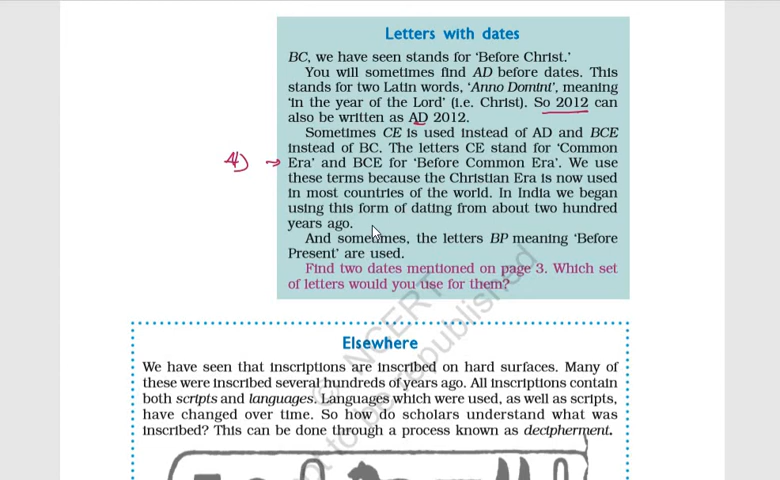 Letters with dates
BC, we have seen stands for 'Before Christ.'
You will sometimes find AD before dates. This
stands for two Latin words, 'Anno Domini', meaning
'in the year of the Lord' (i.e. Christ). So 2012 can
also be written as AD 2012.
Sometimes CE is used instead of AD and BCE
instead of BC. The letters CE stand for 'Common
Era' and BCE for 'Before Common Era'. We use
these terms because the Christian Era is now used
in most countries of the world. In India we began
using this form of dating from about two hundred
years ago.
And sometimes, the letters BP meaning 'Before
Present' are used.
Find two dates mentioned on page 3. Which set
of letters would you use for them?
Elsewhere
We have seen that inscriptions are inscribed on hard surfaces. Many of
these were inscribed several hundreds of years ago. All inscriptions contain
both scripts and languages. Languages which were used, as well as scripts,
have changed over time. So how do scholars understand what was
inscribed? This can be done through a process known as decipherment.
© NCERT
not to be republished